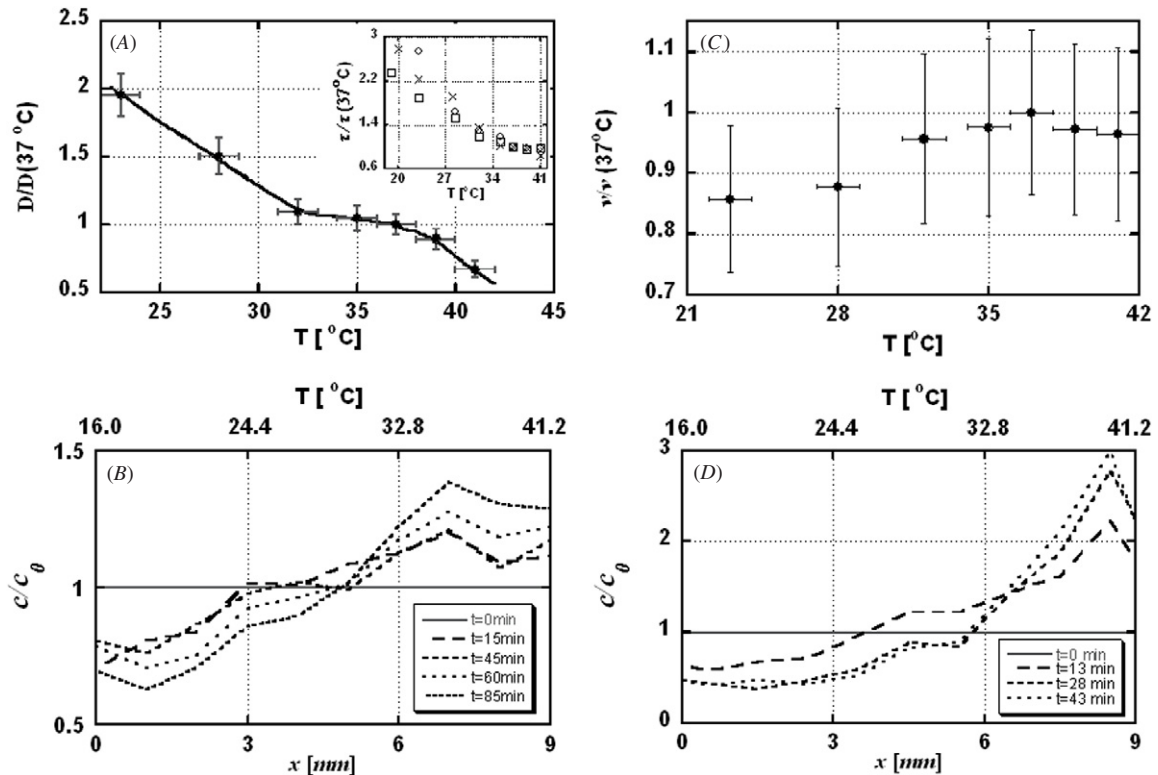 (A)
2.5
2
1.5
1
0.5
D/D(37 °C)
25 30 35 40 45
T [°C]
3
2.2
1.4
0.6
τ/τ(37°C)
20 27 34 41
T [°C]
(C)
1.1
1
0.9
0.8
0.7
ν/ν(37°C)
21 28 35 42
T [°C]
T [°C]
16.0 24.4 32.8 41.2
(B)
1.5
1
0.5
c/c₀
t=0min
t=15min
t=45min
t=60min
t=85min
0 3 6 9
x [mm]
T [°C]
16.0 24.4 32.8 41.2
(D)
3
2
1
0
c/c₀
t=0 min
t=13 min
t=28 min
t=43 min
0 3 6 9
x [mm]